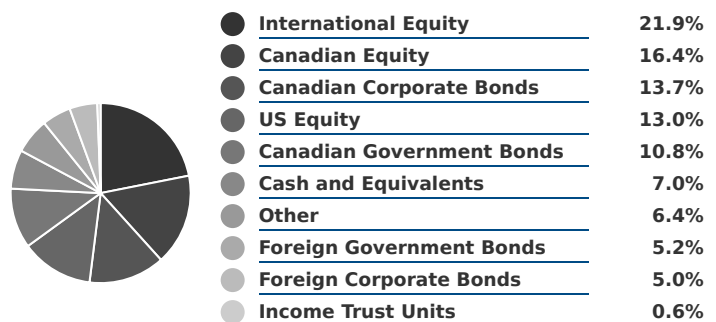 International Equity 21.9%
Canadian Equity 16.4%
Canadian Corporate Bonds 13.7%
US Equity 13.0%
Canadian Government Bonds 10.8%
Cash and Equivalents 7.0%
Other 6.4%
Foreign Government Bonds 5.2%
Foreign Corporate Bonds 5.0%
Income Trust Units 0.6%